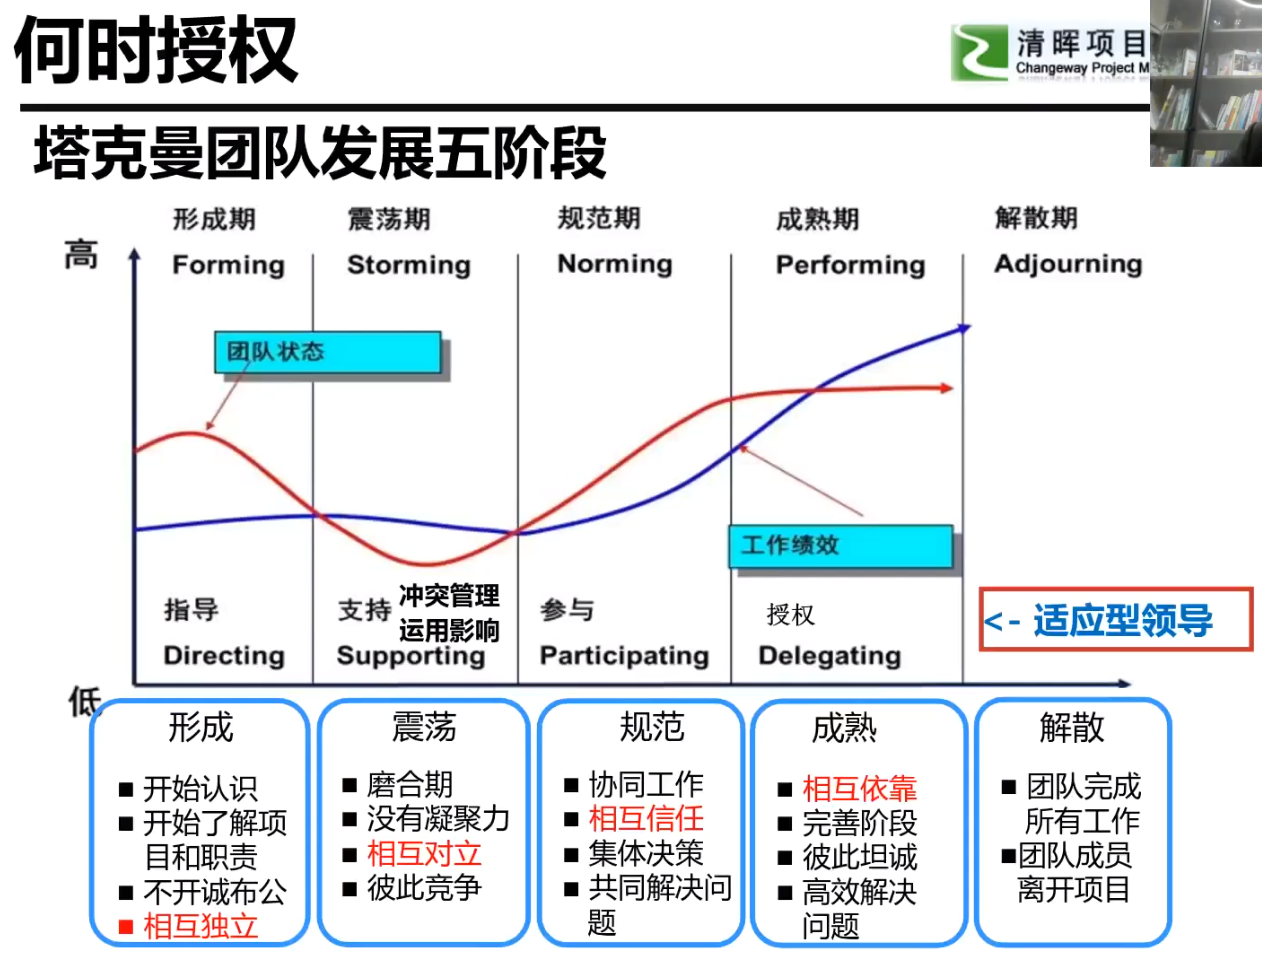 何时授权
清晖项目
Changeway Project M
塔克曼团队发展五阶段
高
形成期
Forming
震荡期
Storming
规范期
Norming
成熟期
Performing
解散期
Adjourning
团队状态
工作绩效
指导
Directing
支持
冲突管理
运用影响
Supporting
参与
Participating
授权
Delegating
<- 适应型领导
低
形成
■ 开始认识
■ 开始了解项
目和职责
■ 不开诚布公
■ 相互独立
震荡
■ 磨合期
■ 没有凝聚力
■ 相互对立
■ 彼此竞争
规范
■ 协同工作
■ 相互信任
■ 集体决策
■ 共同解决问
题
成熟
■ 相互依靠
■ 完善阶段
■ 彼此坦诚
■ 高效解决
问题
解散
■ 团队完成
所有工作
■团队成员
离开项目